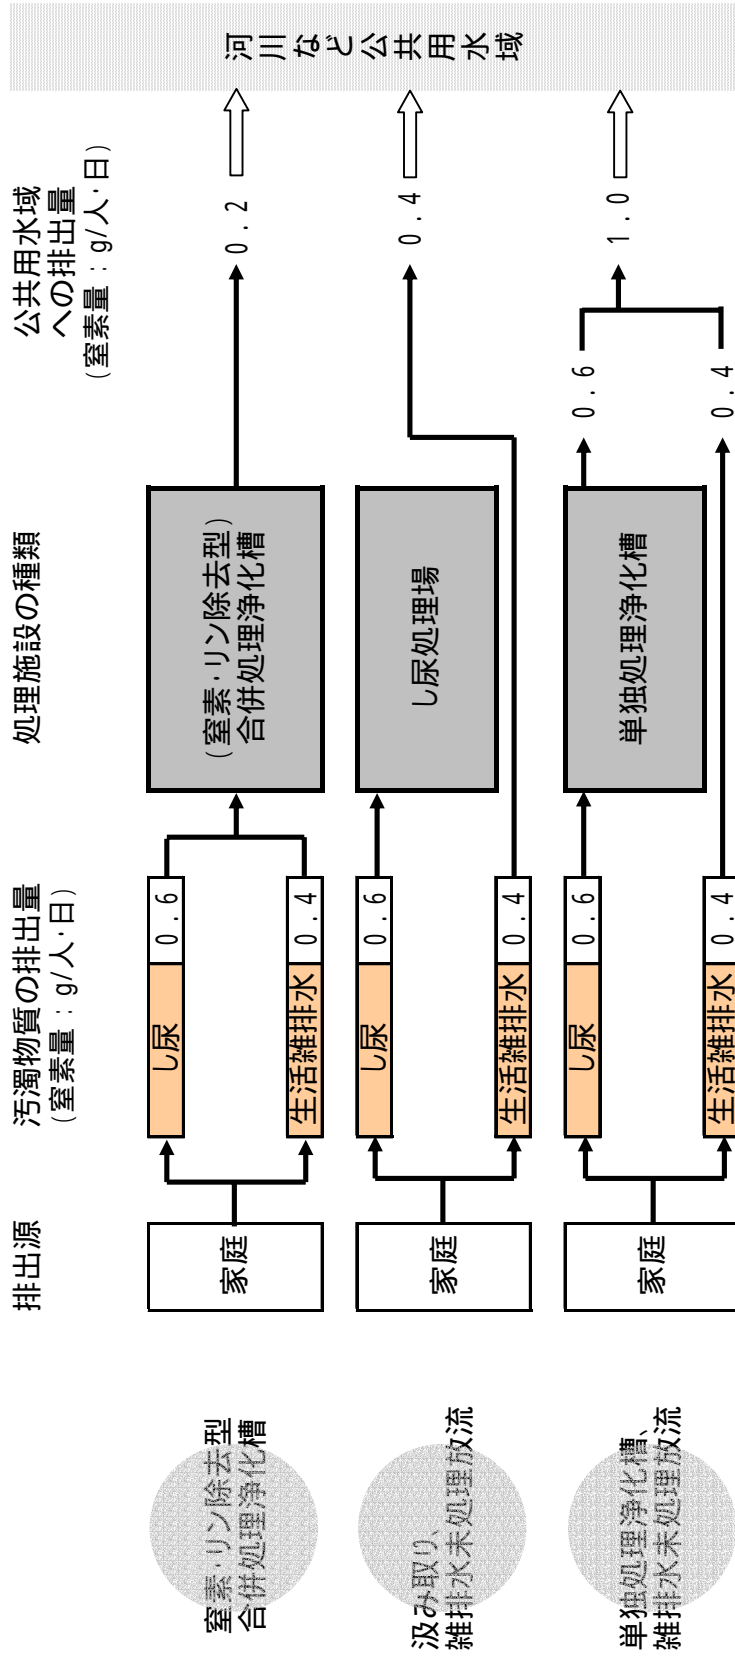 排出源
汚濁物質の排出量
(窒素量：g/人･日)
処理施設の種類
公共用水域
への排出量
(窒素量：g/人･日)
窒素･リン除去型
合併処理浄化槽
家庭
し尿
0.6
生活雑排水
0.4
(窒素･リン除去型)
合併処理浄化槽
0.2
汲み取り、
雑排水未処理放流
家庭
し尿
0.6
生活雑排水
0.4
し尿処理場
0.4
単独処理浄化槽、
雑排水未処理放流
家庭
し尿
0.6
生活雑排水
0.4
単独処理浄化槽
0.6
0.4
1.0
河川など公共用水域